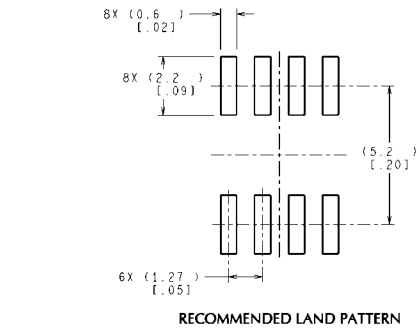 8X (0.6 )
[.02]
8X (2.2 )
[.09]
(5.2 )
[.20]
6X (1.27 )
[.05]
RECOMMENDED LAND PATTERN